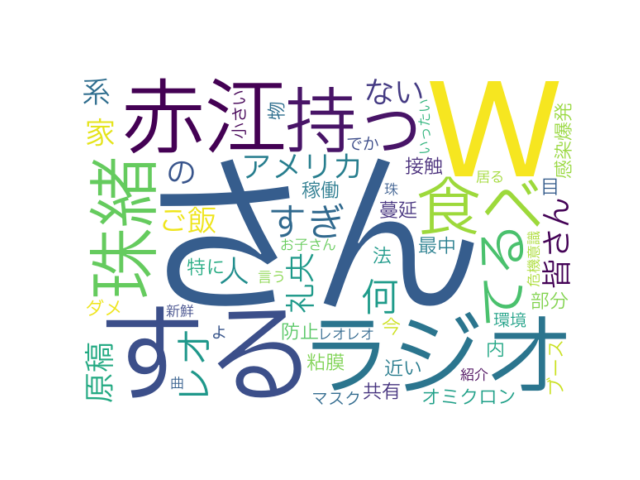 系
赤江
持つ
ない
W
小さい
物
でか
いったい
感染爆発
家
珠緒
の
アメリカ
接触
食べてるべ
居る
皿
さん
ご飯
稼働
すぎ
珠
蔓延
皆さん
お子さん
最中
危機意識
特に
人
礼央
法
何
言う
部分
ダメ
新鮮
する
よ
防止
レオレオ
今
ラジオ
環境
原稿
レオ
粘膜
近い
内
ブース
曲
紹介
マスク
共有
オミクロン